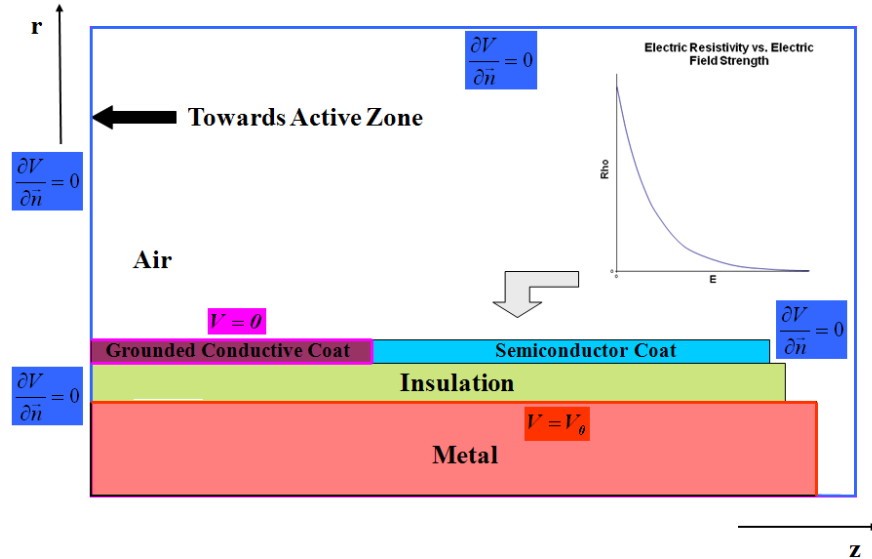 r
∂V/∂n⃗ = 0
Electric Resistivity vs. Electric
Field Strength
Towards Active Zone
∂V/∂n⃗ = 0
Rho
Air
0
0
E
V = 0
∂V/∂n⃗ = 0
Grounded Conductive Coat
Semiconductor Coat
∂V/∂n⃗ = 0
Insulation
V = V₀
Metal
z